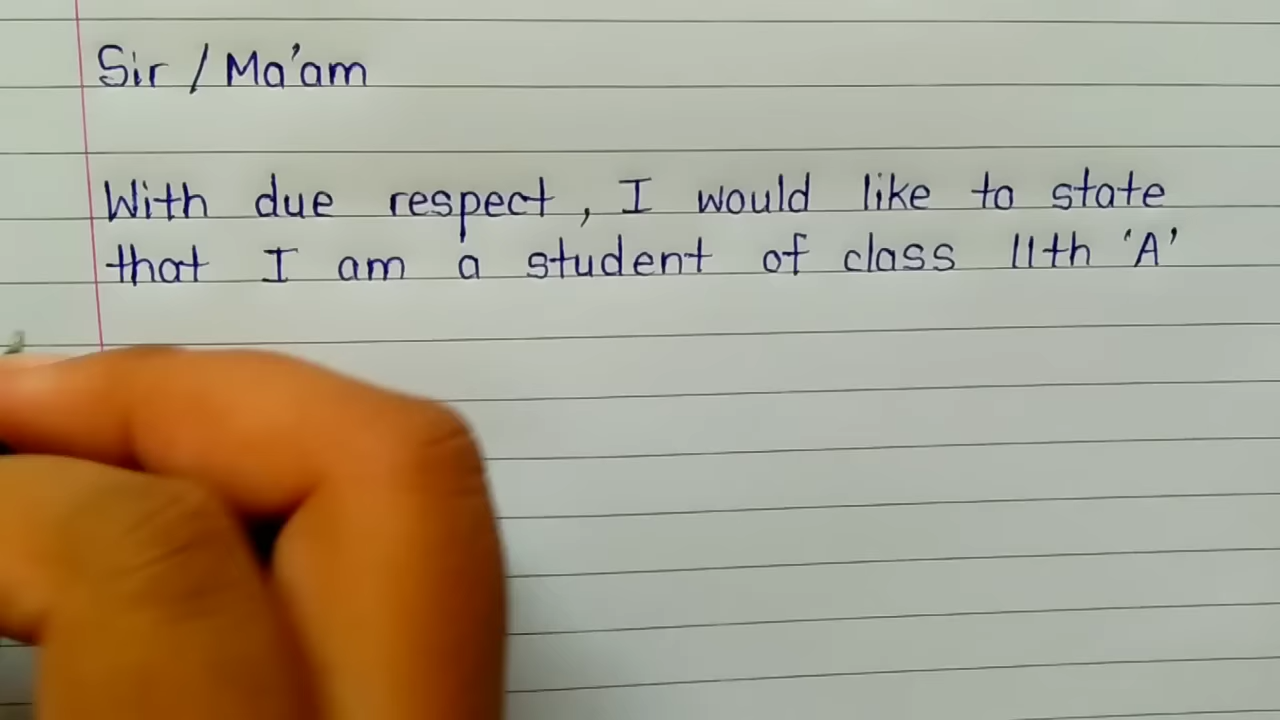 Sir / Ma'am
With due respect, I would like to state
that I am a student of class 11th 'A'